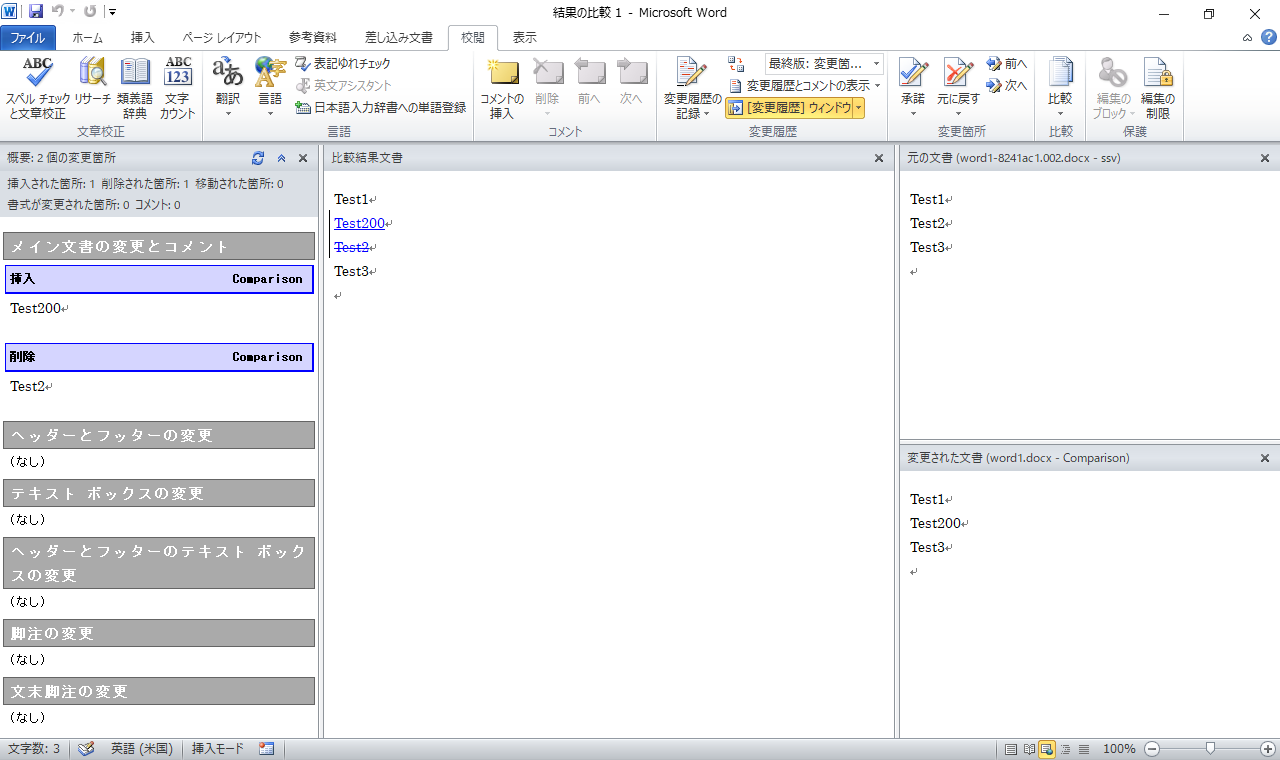 結果の比較 1 - Microsoft Word
ファイル ホーム 挿入 ページ レイアウト 参考資料 差し込み文書 校閲 表示
スペル チェックと文章校正
リサーチ
類義語辞典
文字カウント
文章校正
翻訳
言語
表記ゆれチェック
英文アシスタント
日本語入力辞書への単語登録
言語
コメントの挿入
削除
前へ
次へ
コメント
変更履歴の記録
最終版: 変更箇...
変更履歴とコメントの表示
[変更履歴] ウィンドウ
変更履歴
承諾
元に戻す
前へ
次へ
変更箇所
比較
比較
編集のブロック
編集の制限
保護
概要: 2 個の変更箇所
挿入された箇所: 1 削除された箇所: 1 移動された箇所: 0
書式が変更された箇所: 0 コメント: 0
メイン文書の変更とコメント
挿入 Comparison
Test200
削除 Comparison
Test2
ヘッダーとフッターの変更
(なし)
テキスト ボックスの変更
(なし)
ヘッダーとフッターのテキスト ボック
スの変更
(なし)
脚注の変更
(なし)
文末脚注の変更
(なし)
比較結果文書
Test1
Test200
Test2
Test3
元の文書 (word1-8241ac1.002.docx - ssv)
Test1
Test2
Test3
変更された文書 (word1.docx - Comparison)
Test1
Test200
Test3
文字数: 3 英語 (米国) 挿入モード 100%